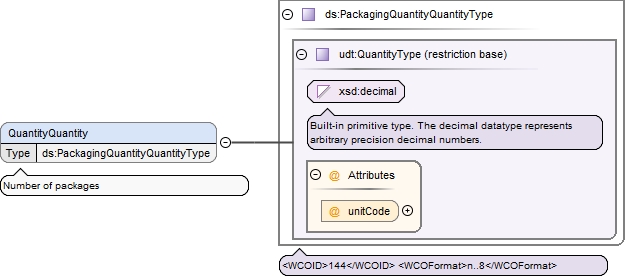 ds:PackagingQuantityQuantityType
udt:QuantityType (restriction base)
xsd:decimal
Built-in primitive type. The decimal datatype represents
arbitrary precision decimal numbers.
QuantityQuantity
Type ds:PackagingQuantityQuantityType
Number of packages
@ Attributes
@ unitCode
<WCOID>144</WCOID> <WCOFormat>n..8</WCOFormat>